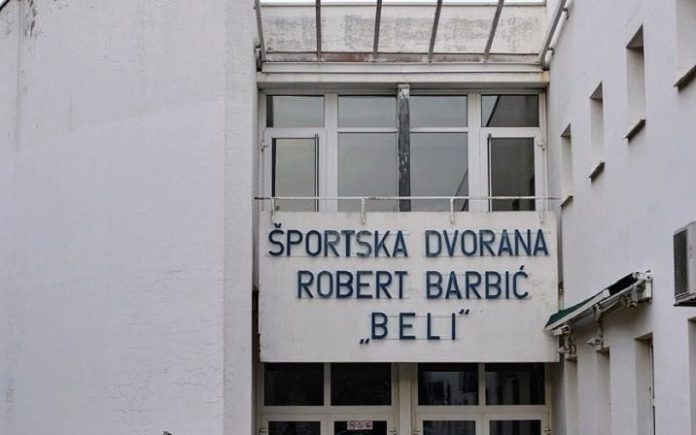 ŠPORTSKA DVORANA
ROBERT BARBIĆ
„BELI“